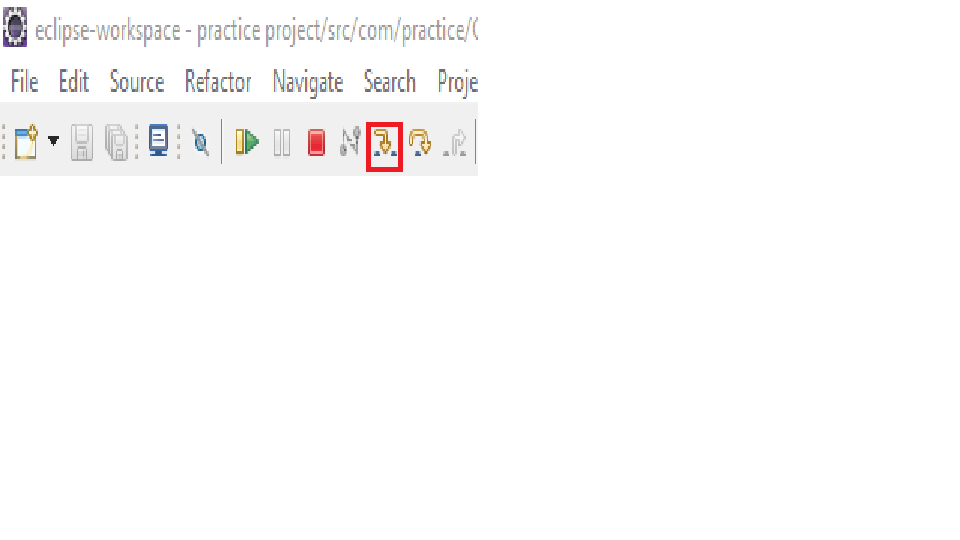 eclipse-workspace - practice project/src/com/practice/
File Edit Source Refactor Navigate Search Proje